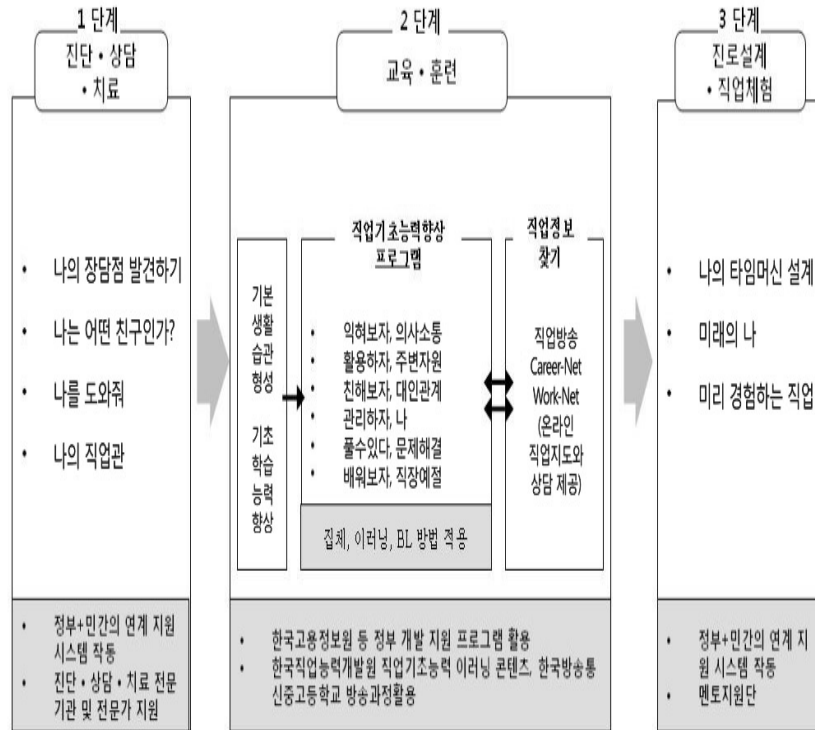 1 단계
진단・상담
・치료
• 나의 장담점 발견하기
• 나는 어떤 친구인가?
• 나를 도와줘
• 나의 직업관
• 정부+민간의 연계 지원
시스템 작동
• 진단・상담・치료 전문
기관 및 전문가 지원
2 단계
교육・훈련
기본
생활
습관
형성
기초
학습
능력
향상
직업기초능력향상
프로그램
• 익혀보자, 의사소통
• 활용하자, 주변자원
• 친해보자, 대인관계
• 관리하자, 나
• 풀수있다, 문제해결
• 배워보자, 직장예절
집체, 이러닝, BL 방법 적용
직업정보
찾기
직업방송
Career-Net
Work-Net
(온라인
직업지도와
상담 제공)
• 한국고용정보원 등 정부 개발 지원 프로그램 활용
• 한국직업능력개발원 직업기초능력 이러닝 콘텐츠, 한국방송통
신중고등학교 방송과정활용
3 단계
진로설계
・직업체험
• 나의 타임머신 설계
• 미래의 나
• 미리 경험하는 직업
• 정부+민간의 연계 지
원 시스템 작동
• 멘토지원단